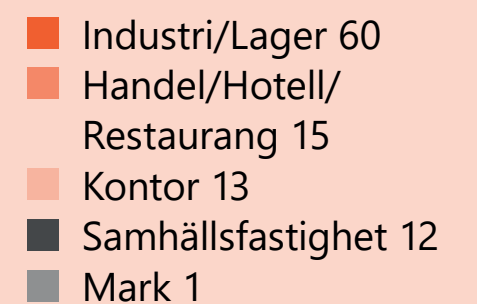 Industri/Lager 60
Handel/Hotell/
Restaurang 15
Kontor 13
Samhällsfastighet 12
Mark 1